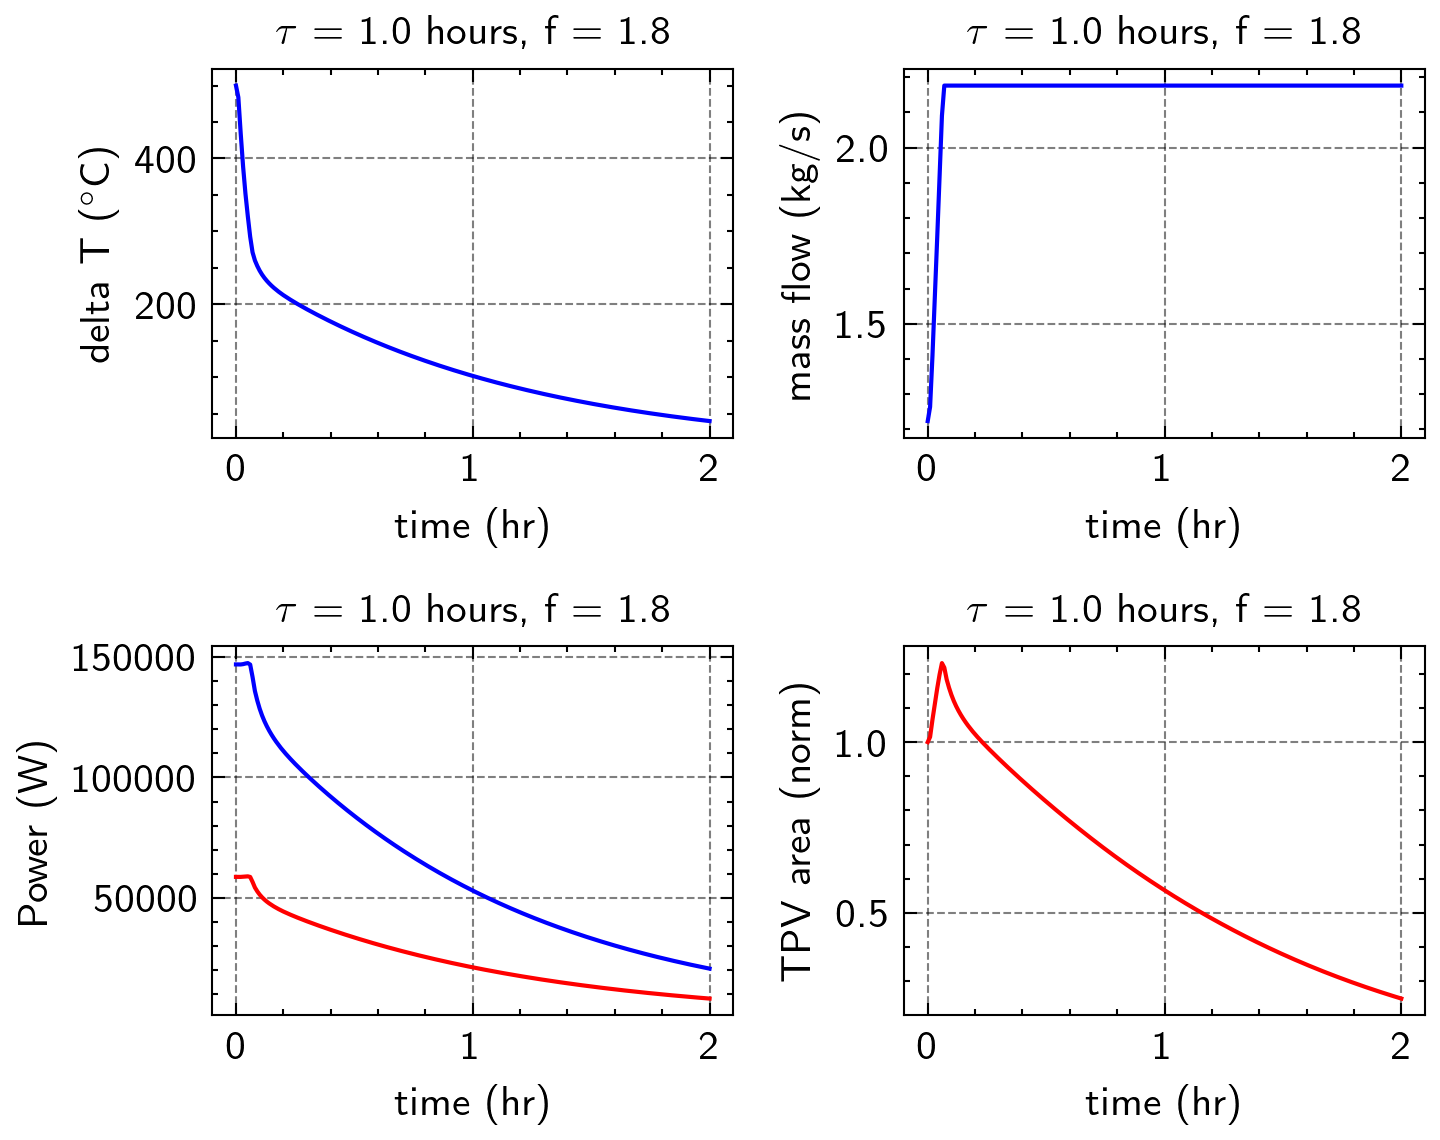 τ = 1.0 hours, f = 1.8
delta T (°C)
400
200
0
1
2
time (hr)
τ = 1.0 hours, f = 1.8
mass flow (kg/s)
2.0
1.5
0
1
2
time (hr)
τ = 1.0 hours, f = 1.8
Power (W)
150000
100000
50000
0
1
2
time (hr)
τ = 1.0 hours, f = 1.8
TPV area (norm)
1.0
0.5
0
1
2
time (hr)